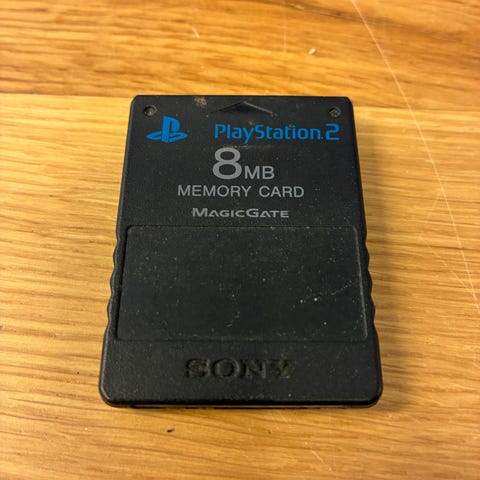 PlayStation 2
8MB
MEMORY CARD
MAGICGATE
SONY